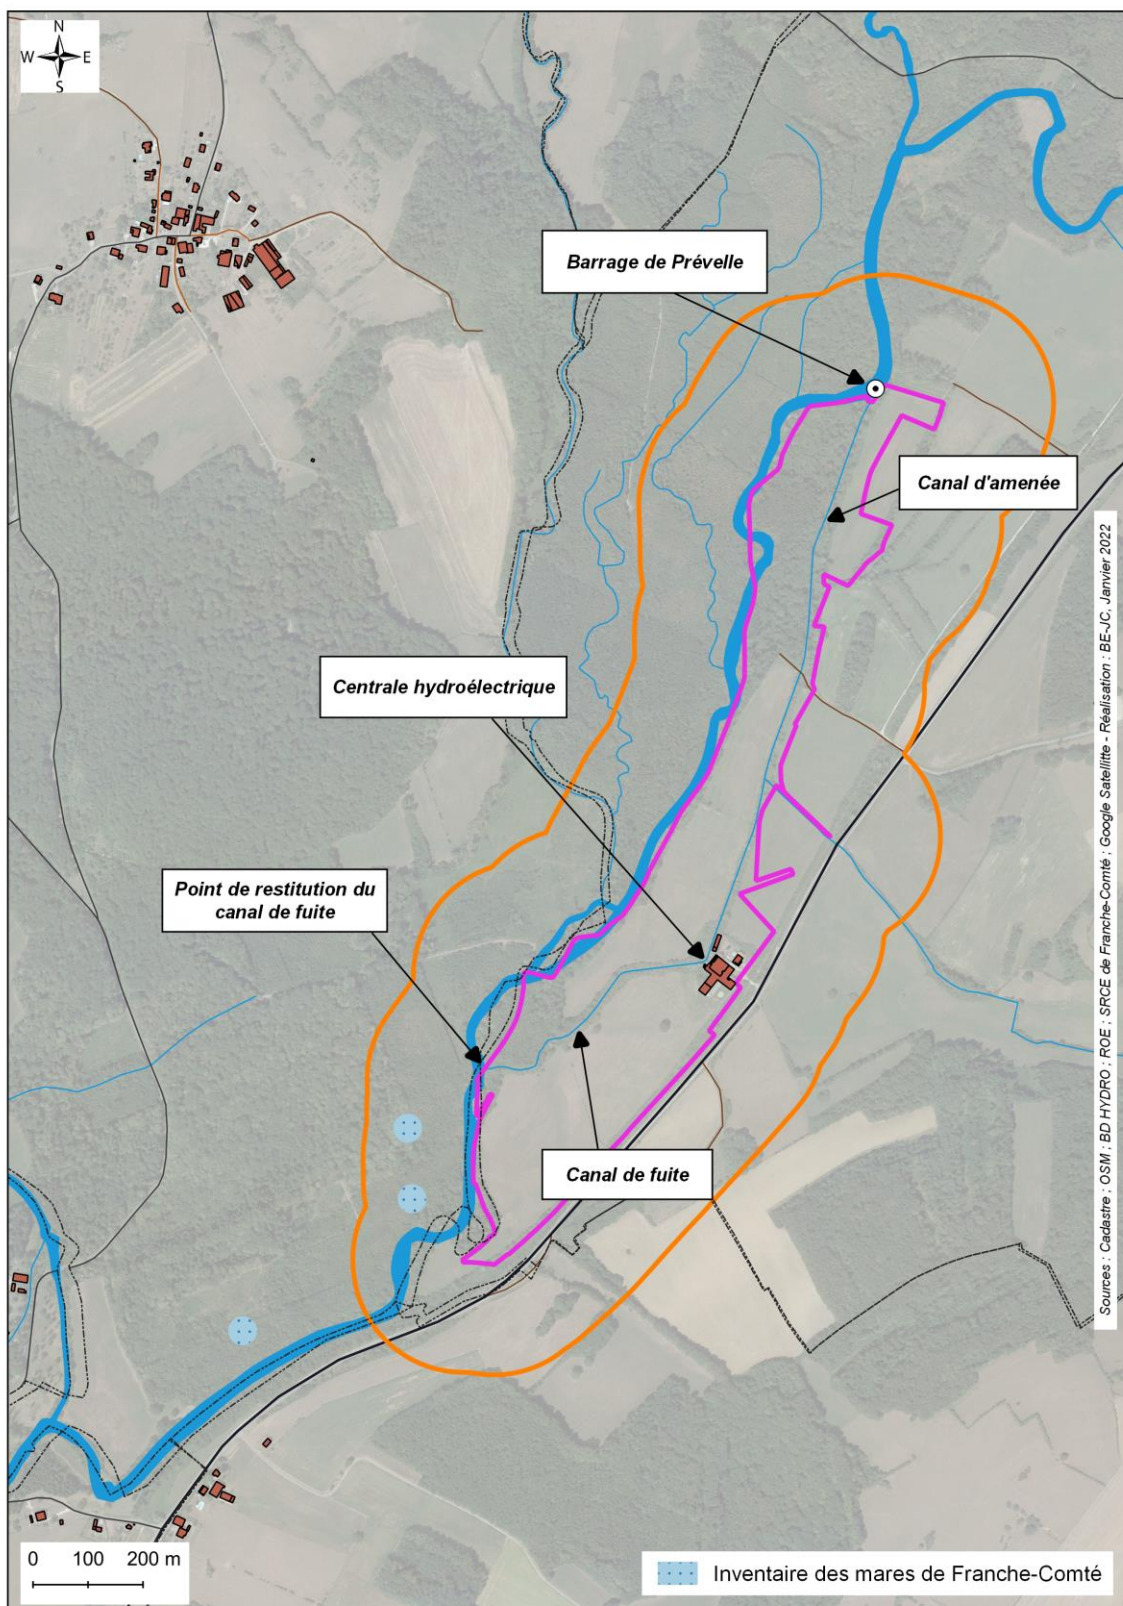 N
W E
S
Barrage de Prévelle
Canal d'amenée
Centrale hydroélectrique
Point de restitution du
canal de fuite
Canal de fuite
Sources : Cadastre ; OSM ; BD HYDRO ; ROE ; SRCE de Franche-Comté ; Google Satellitte - Réalisation : BE-JC, Janvier 2022
0 100 200 m
Inventaire des mares de Franche-Comté